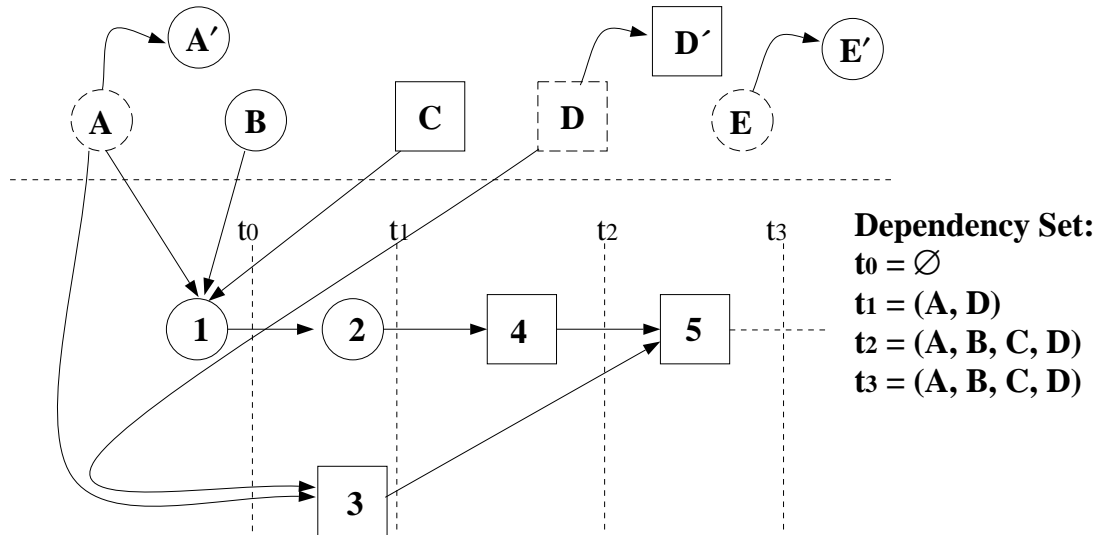 A′
D´
E′
A
B
C
D
E
t0
t1
t2
t3
Dependency Set:
t0 = ∅
t1 = (A, D)
t2 = (A, B, C, D)
t3 = (A, B, C, D)
1
2
4
5
3